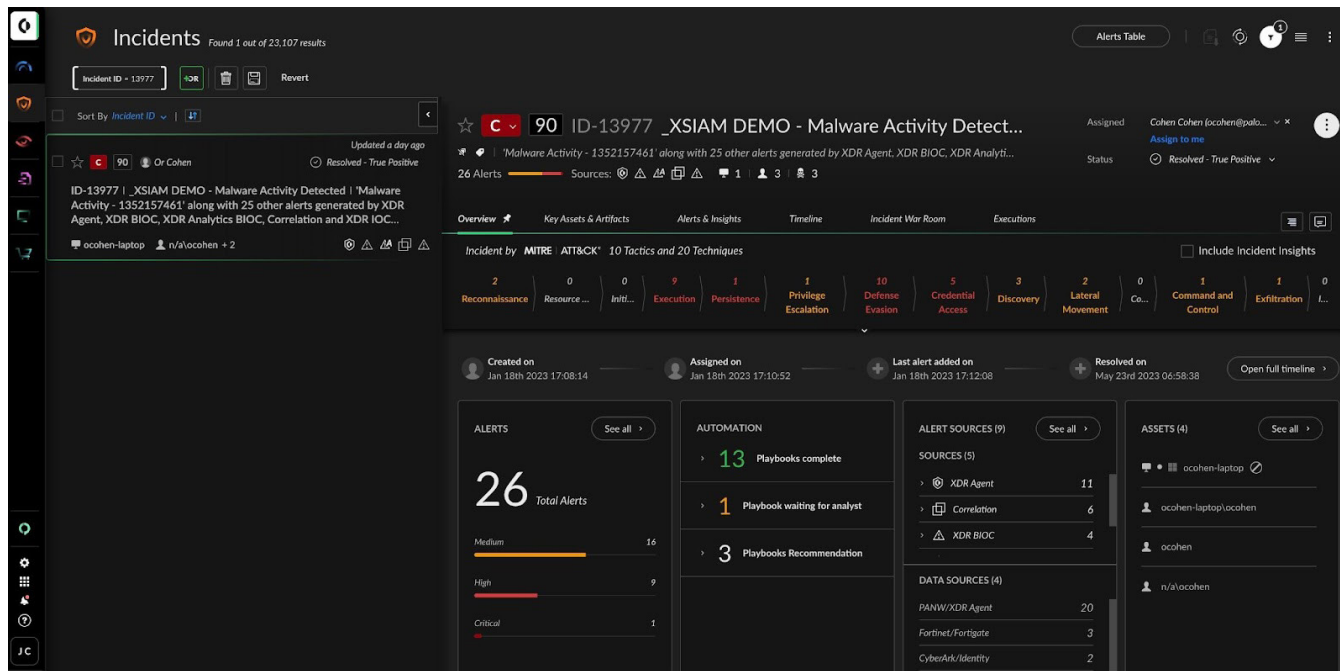 Incidents Found 1 out of 23,107 results
Alerts Table
1
Incident ID = 13977
+OR
Revert
Sort By Incident ID
Updated a day ago
C 90 Or Cohen Resolved - True Positive
ID-13977 | _XSIAM DEMO - Malware Activity Detected | 'Malware
Activity - 1352157461' along with 25 other alerts generated by XDR
Agent, XDR BIOC, XDR Analytics BIOC, Correlation and XDR IOC...
ocohen-laptop n/a\ocohen + 2
C 90 ID-13977 _XSIAM DEMO - Malware Activity Detect...
Assigned Cohen Cohen (ocohen@palo...
Assign to me
Status Resolved - True Positive
'Malware Activity - 1352157461' along with 25 other alerts generated by XDR Agent, XDR BIOC, XDR Analyti...
26 Alerts Sources: 1 3 3
Overview Key Assets & Artifacts Alerts & Insights Timeline Incident War Room Executions
Incident by MITRE | ATT&CK® 10 Tactics and 20 Techniques
Include Incident Insights
2 0 0 9 1 1 10 5 3 2 0 1 1 0
Reconnaissance Resource ... Initi... Execution Persistence Privilege Defense Credential Discovery Lateral Co... Command and Exfiltration I...
Escalation Evasion Access Movement Control
Created on Assigned on Last alert added on Resolved on
Jan 18th 2023 17:08:14 Jan 18th 2023 17:10:52 Jan 18th 2023 17:12:08 May 23rd 2023 06:58:38
Open full timeline
ALERTS See all
26 Total Alerts
Medium 16
High 9
Critical 1
AUTOMATION
13 Playbooks complete
1 Playbook waiting for analyst
3 Playbooks Recommendation
ALERT SOURCES (9) See all
SOURCES (5)
XDR Agent 11
Correlation 6
XDR BIOC 4
DATA SOURCES (4)
PANW/XDR Agent 20
Fortinet/Fortigate 3
CyberArk/Identity 2
ASSETS (4) See all
ocohen-laptop
ocohen-laptop\ocohen
ocohen
n/a\ocohen
JC